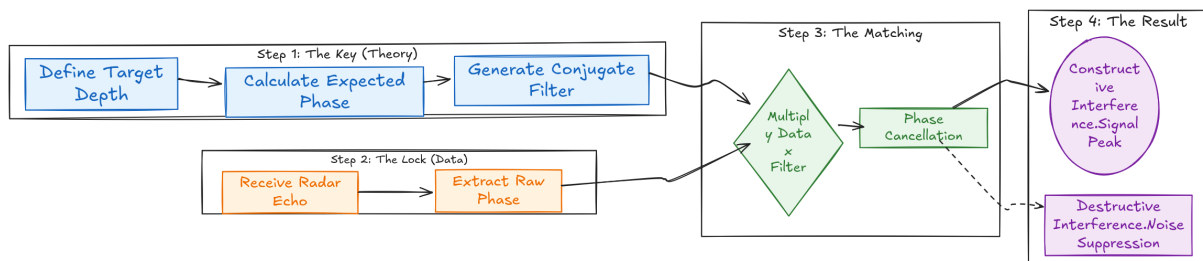 Step 1: The Key (Theory)
Define Target
Depth
Calculate Expected
Phase
Generate Conjugate
Filter
Step 2: The Lock (Data)
Receive Radar
Echo
Extract Raw
Phase
Step 3: The Matching
Multipl
y Data
x
Filter
Phase
Cancellation
Step 4: The Result
Construct
ive
Interfere
nce.Signal
Peak
Destructive
Interference.Noise
Suppression